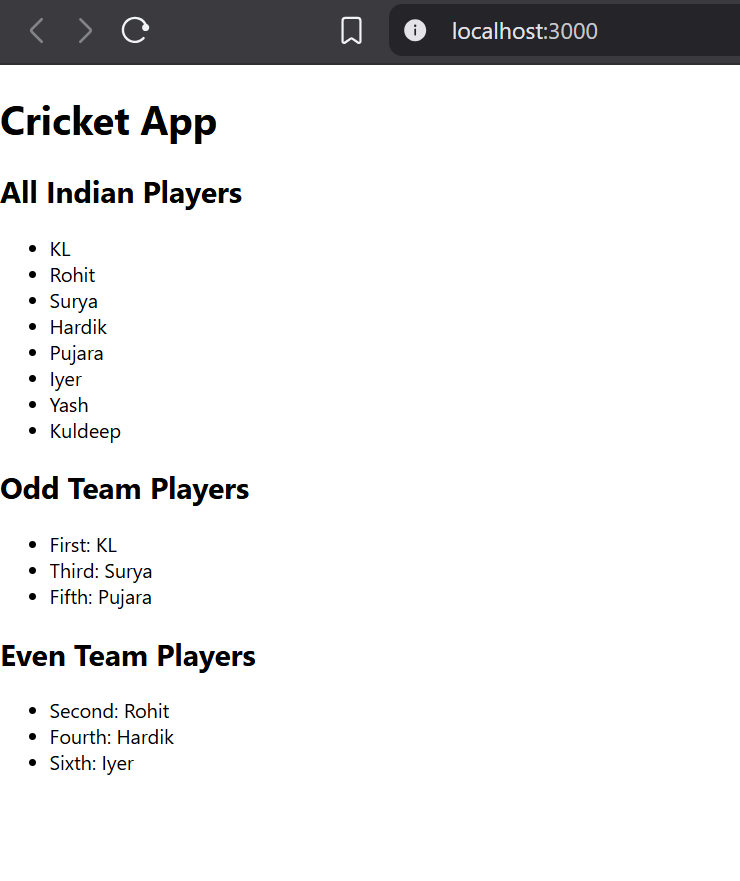 localhost:3000
Cricket App
All Indian Players
KL
Rohit
Surya
Hardik
Pujara
Iyer
Yash
Kuldeep
Odd Team Players
First: KL
Third: Surya
Fifth: Pujara
Even Team Players
Second: Rohit
Fourth: Hardik
Sixth: Iyer